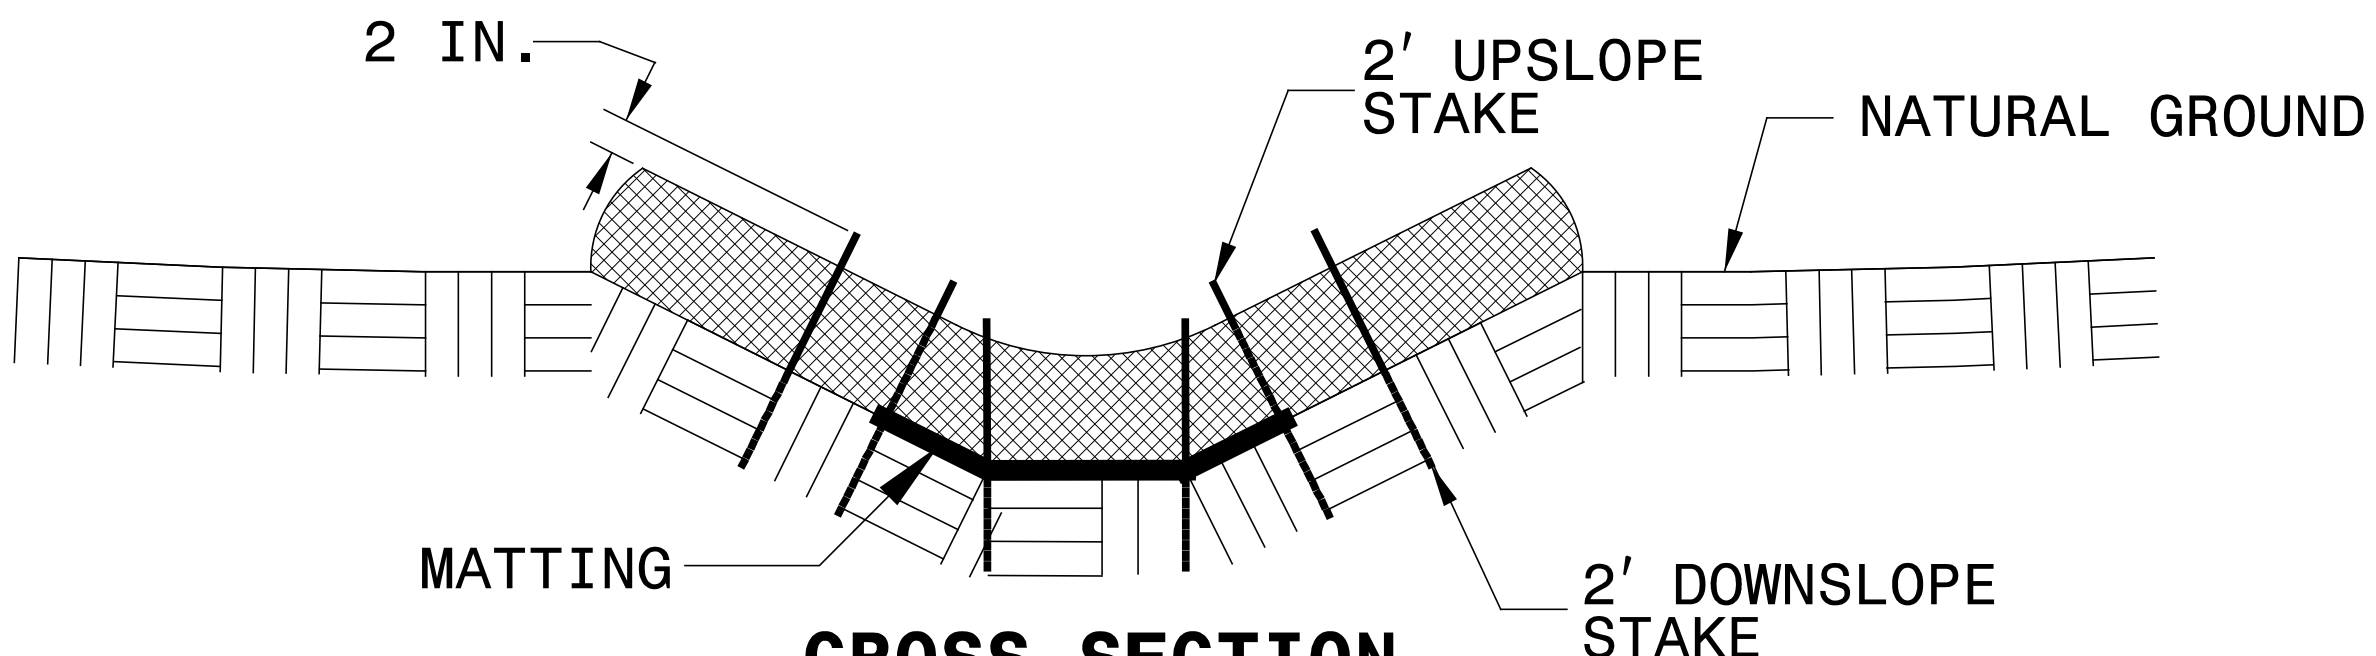 2 IN.
2' UPSLOPE
STAKE
NATURAL GROUND
MATTING
2' DOWNSLOPE
STAKE
CROSS SECTION